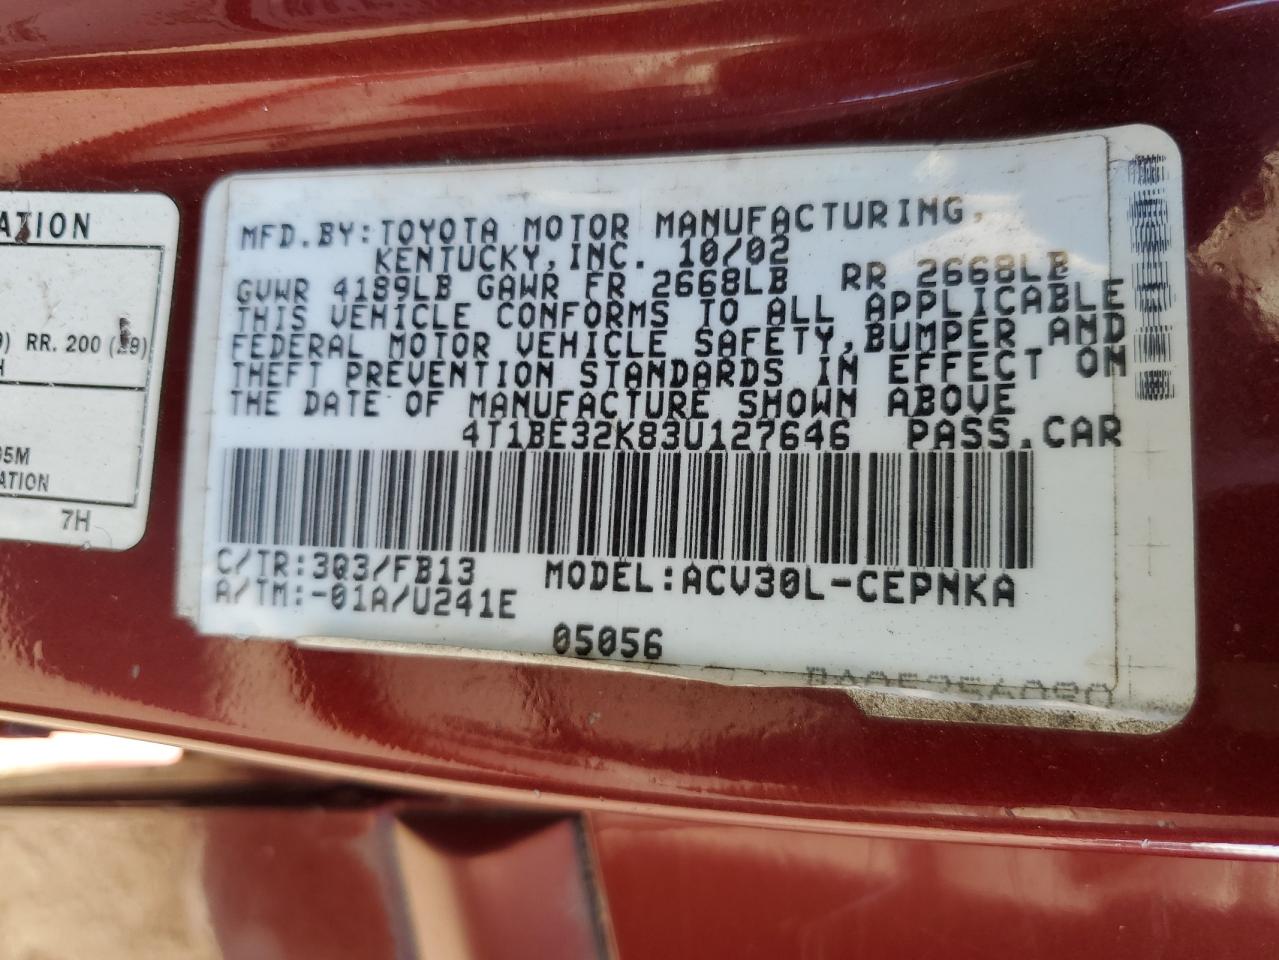 ATION
RR. 200
5M
ATION
7H
MFD.BY:TOYOTA MOTOR MANUFACTURING,
KENTUCKY,INC. 10/02
GVWR 4189LB GAWR FR 2668LB RR 2668LB
THIS VEHICLE CONFORMS TO ALL APPLICABLE
FEDERAL MOTOR VEHICLE SAFETY,BUMPER AND
THEFT PREVENTION STANDARDS IN EFFECT ON
THE DATE OF MANUFACTURE SHOWN ABOVE
4T1BE32K83U127646 PASS.CAR
C/TR:3Q3/FB13 MODEL:ACV30L-CEPNKA
A/TM:-01A/U241E
05056